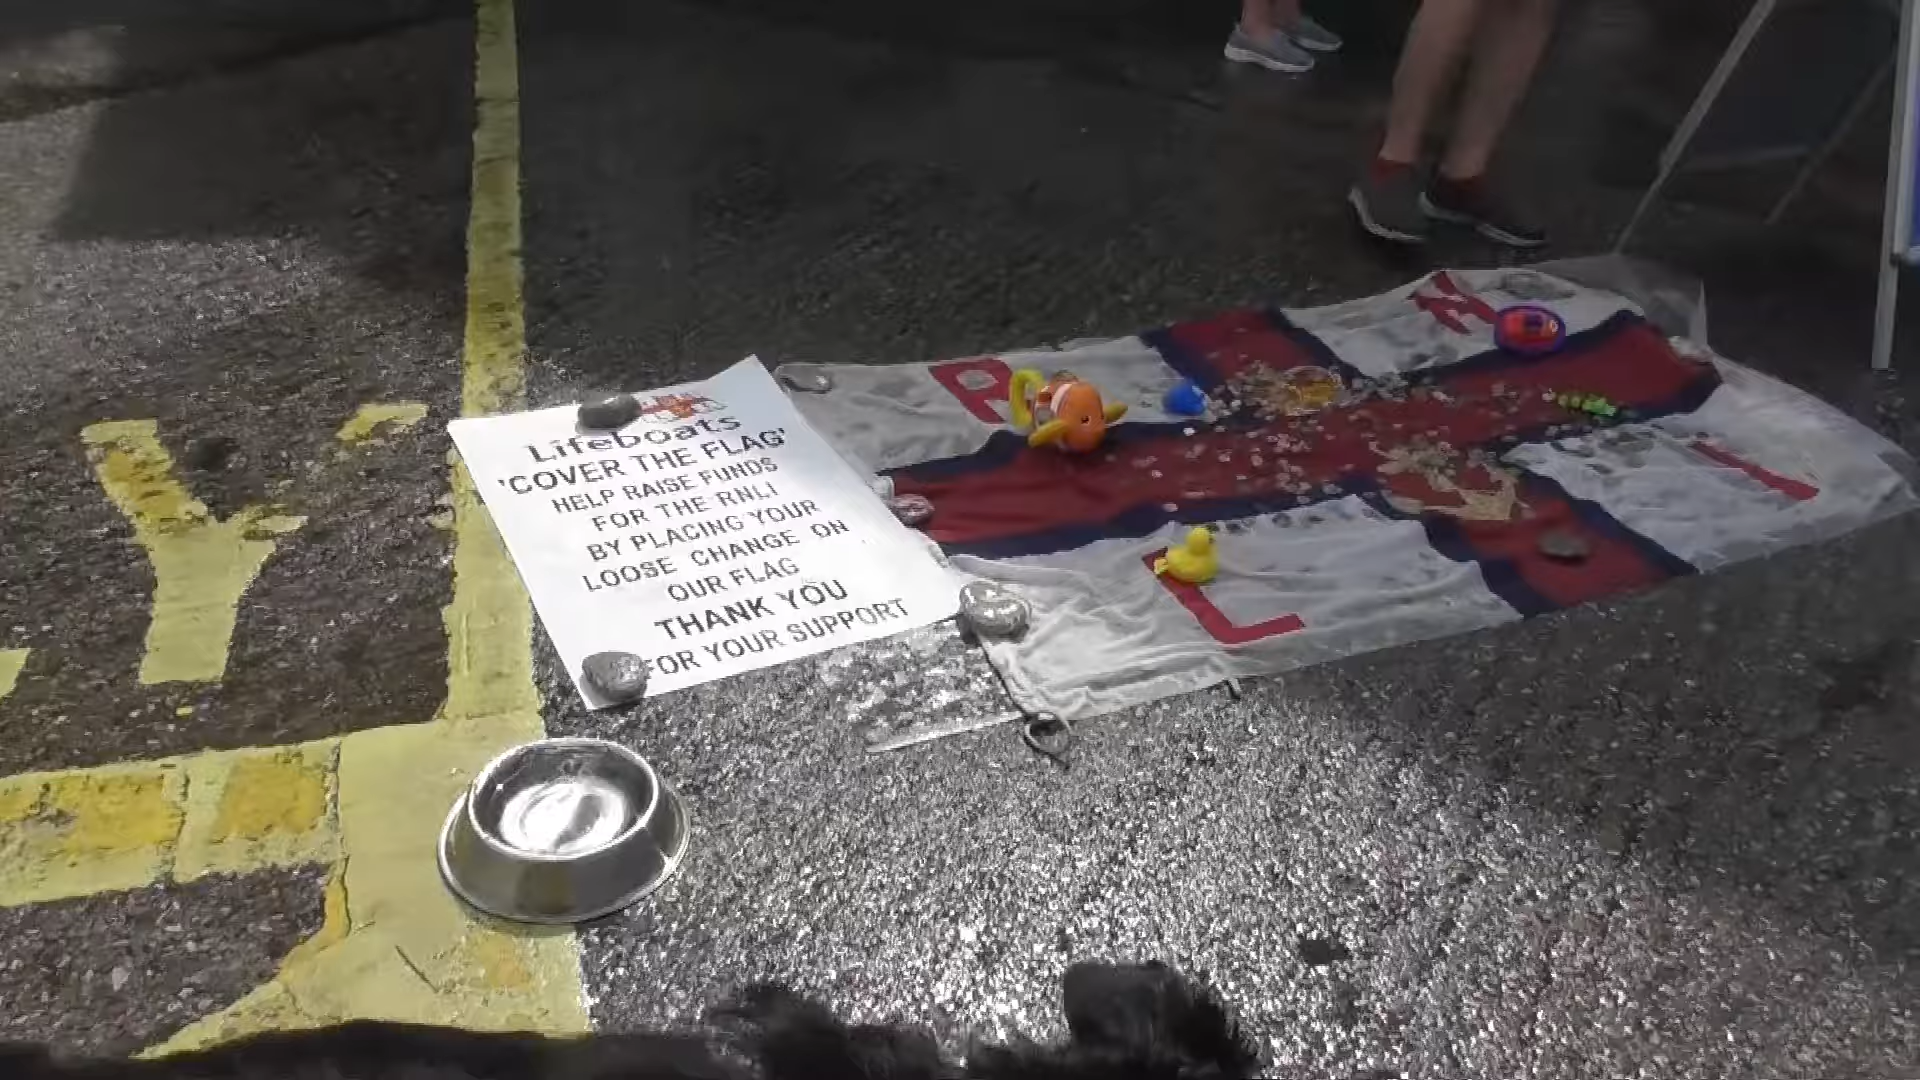 Lifeboats
'COVER THE FLAG'
HELP RAISE FUNDS
FOR THE RNLI
BY PLACING YOUR
LOOSE CHANGE ON
OUR FLAG
THANK YOU
FOR YOUR SUPPORT
R
N
L
I
Y